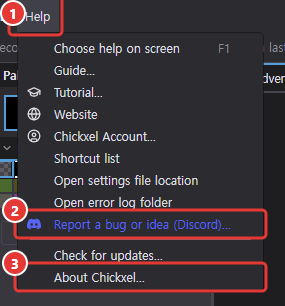 1
Help
Choose help on screen F1
Guide...
Tutorial...
Website
Chickxel Account...
Shortcut list
Open settings file location
Open error log folder
2
Report a bug or idea (Discord)...
Check for updates...
3
About Chickxel...